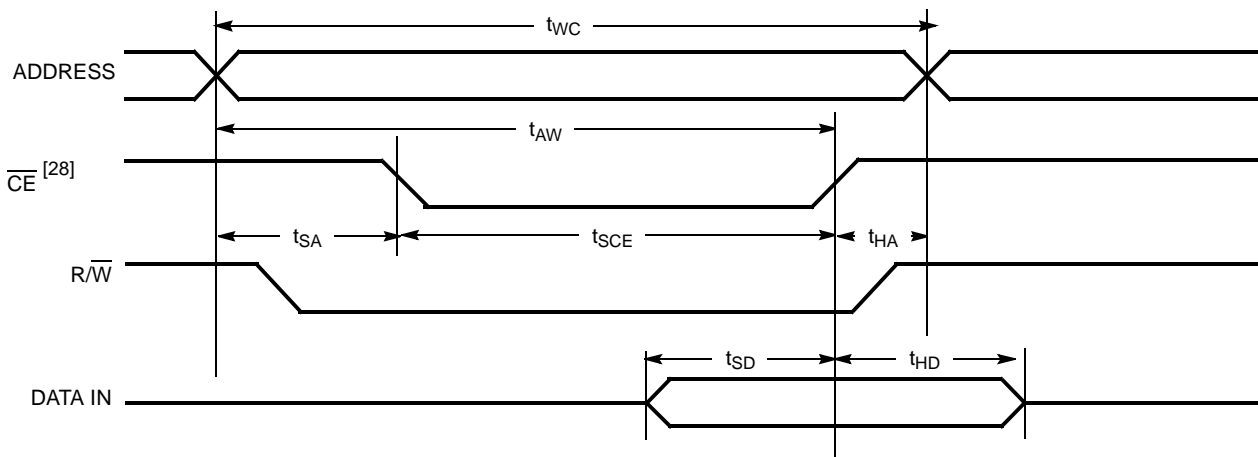 tWC
ADDRESS
tAW
CE [28]
tSA tSCE tHA
R/W
tSD tHD
DATA IN